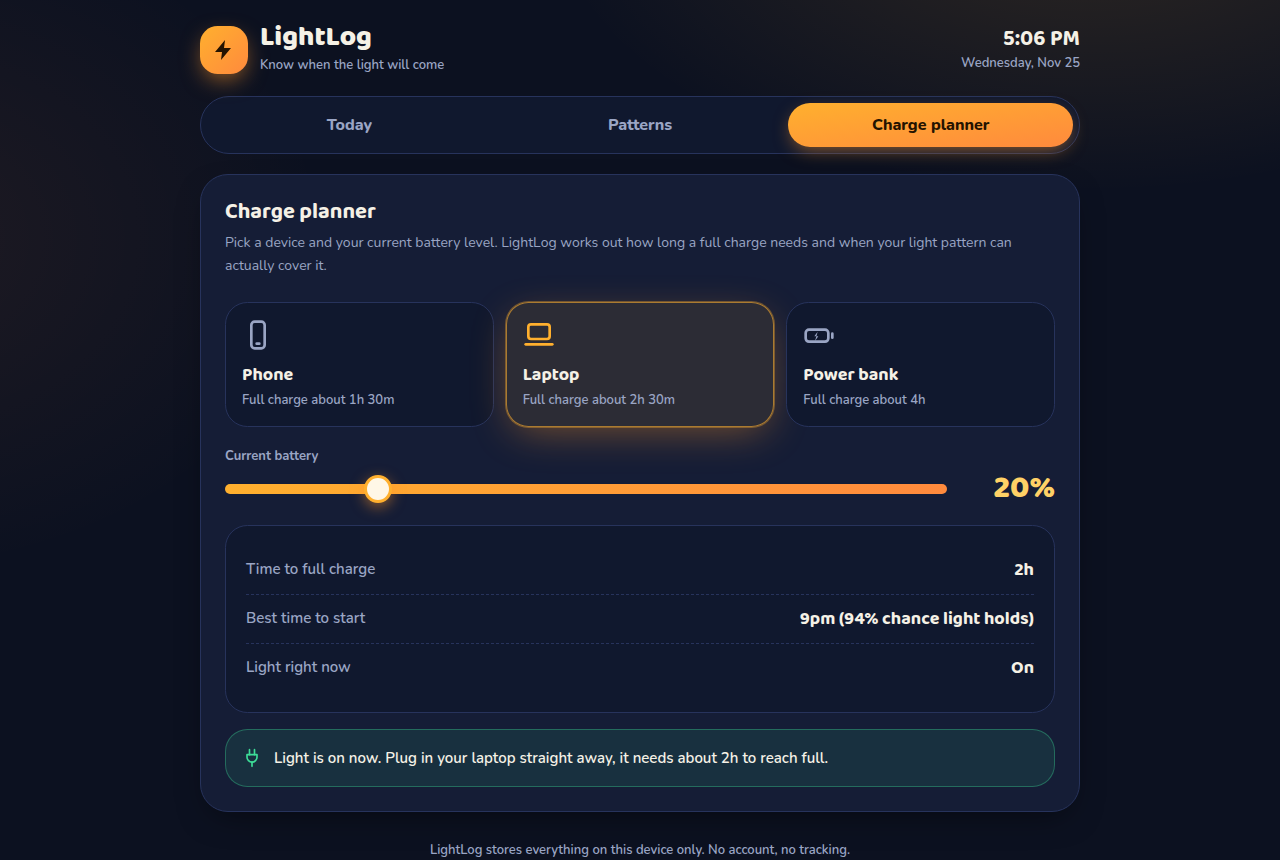 LightLog
Know when the light will come
5:06 PM
Wednesday, Nov 25
Today
Patterns
Charge planner
Charge planner
Pick a device and your current battery level. LightLog works out how long a full charge needs and when your light pattern can
actually cover it.
Phone
Full charge about 1h 30m
Laptop
Full charge about 2h 30m
Power bank
Full charge about 4h
Current battery
20%
Time to full charge
2h
Best time to start
9pm (94% chance light holds)
Light right now
On
Light is on now. Plug in your laptop straight away, it needs about 2h to reach full.
LightLog stores everything on this device only. No account, no tracking.